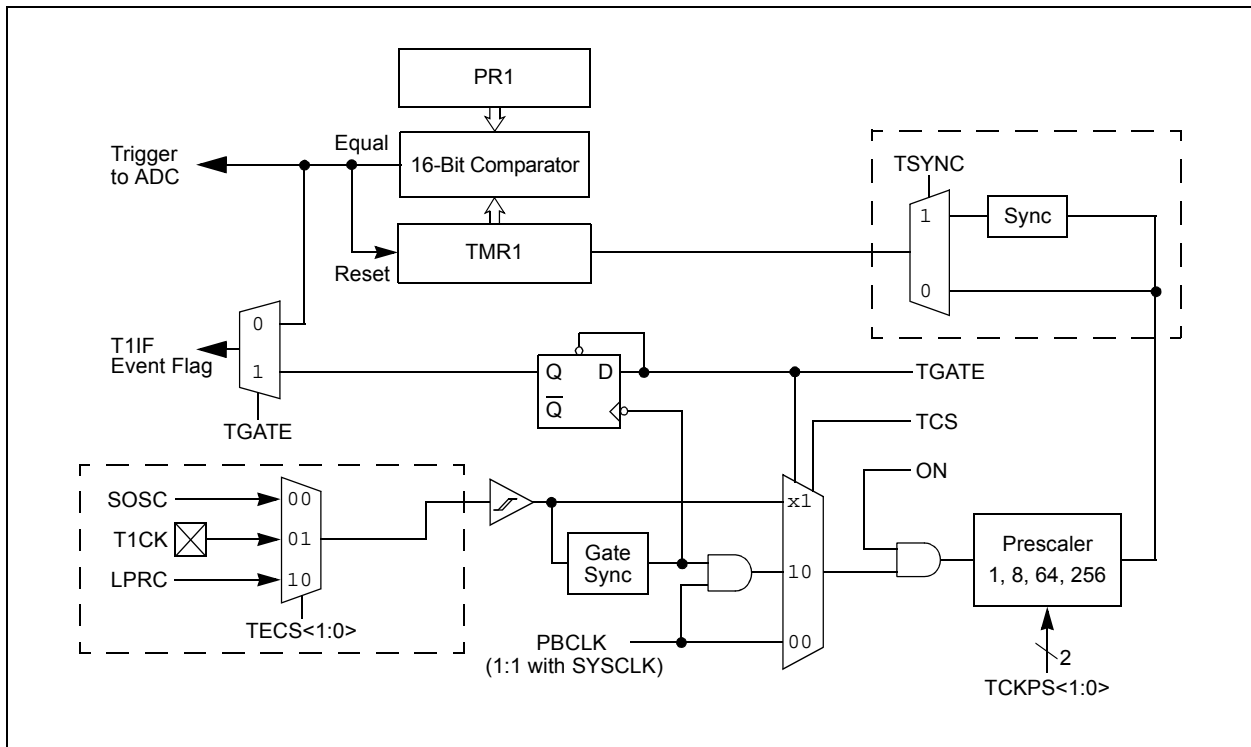 PR1
Equal
16-Bit Comparator
Trigger
to ADC
Reset
TMR1
TSYNC
1
Sync
0
0
1
T1IF
Event Flag
TGATE
Q
D
Q̅
TGATE
TCS
ON
SOSC
00
T1CK
01
LPRC
10
TECS<1:0>
Gate
Sync
x1
10
00
PBCLK
(1:1 with SYSCLK)
Prescaler
1, 8, 64, 256
2
TCKPS<1:0>